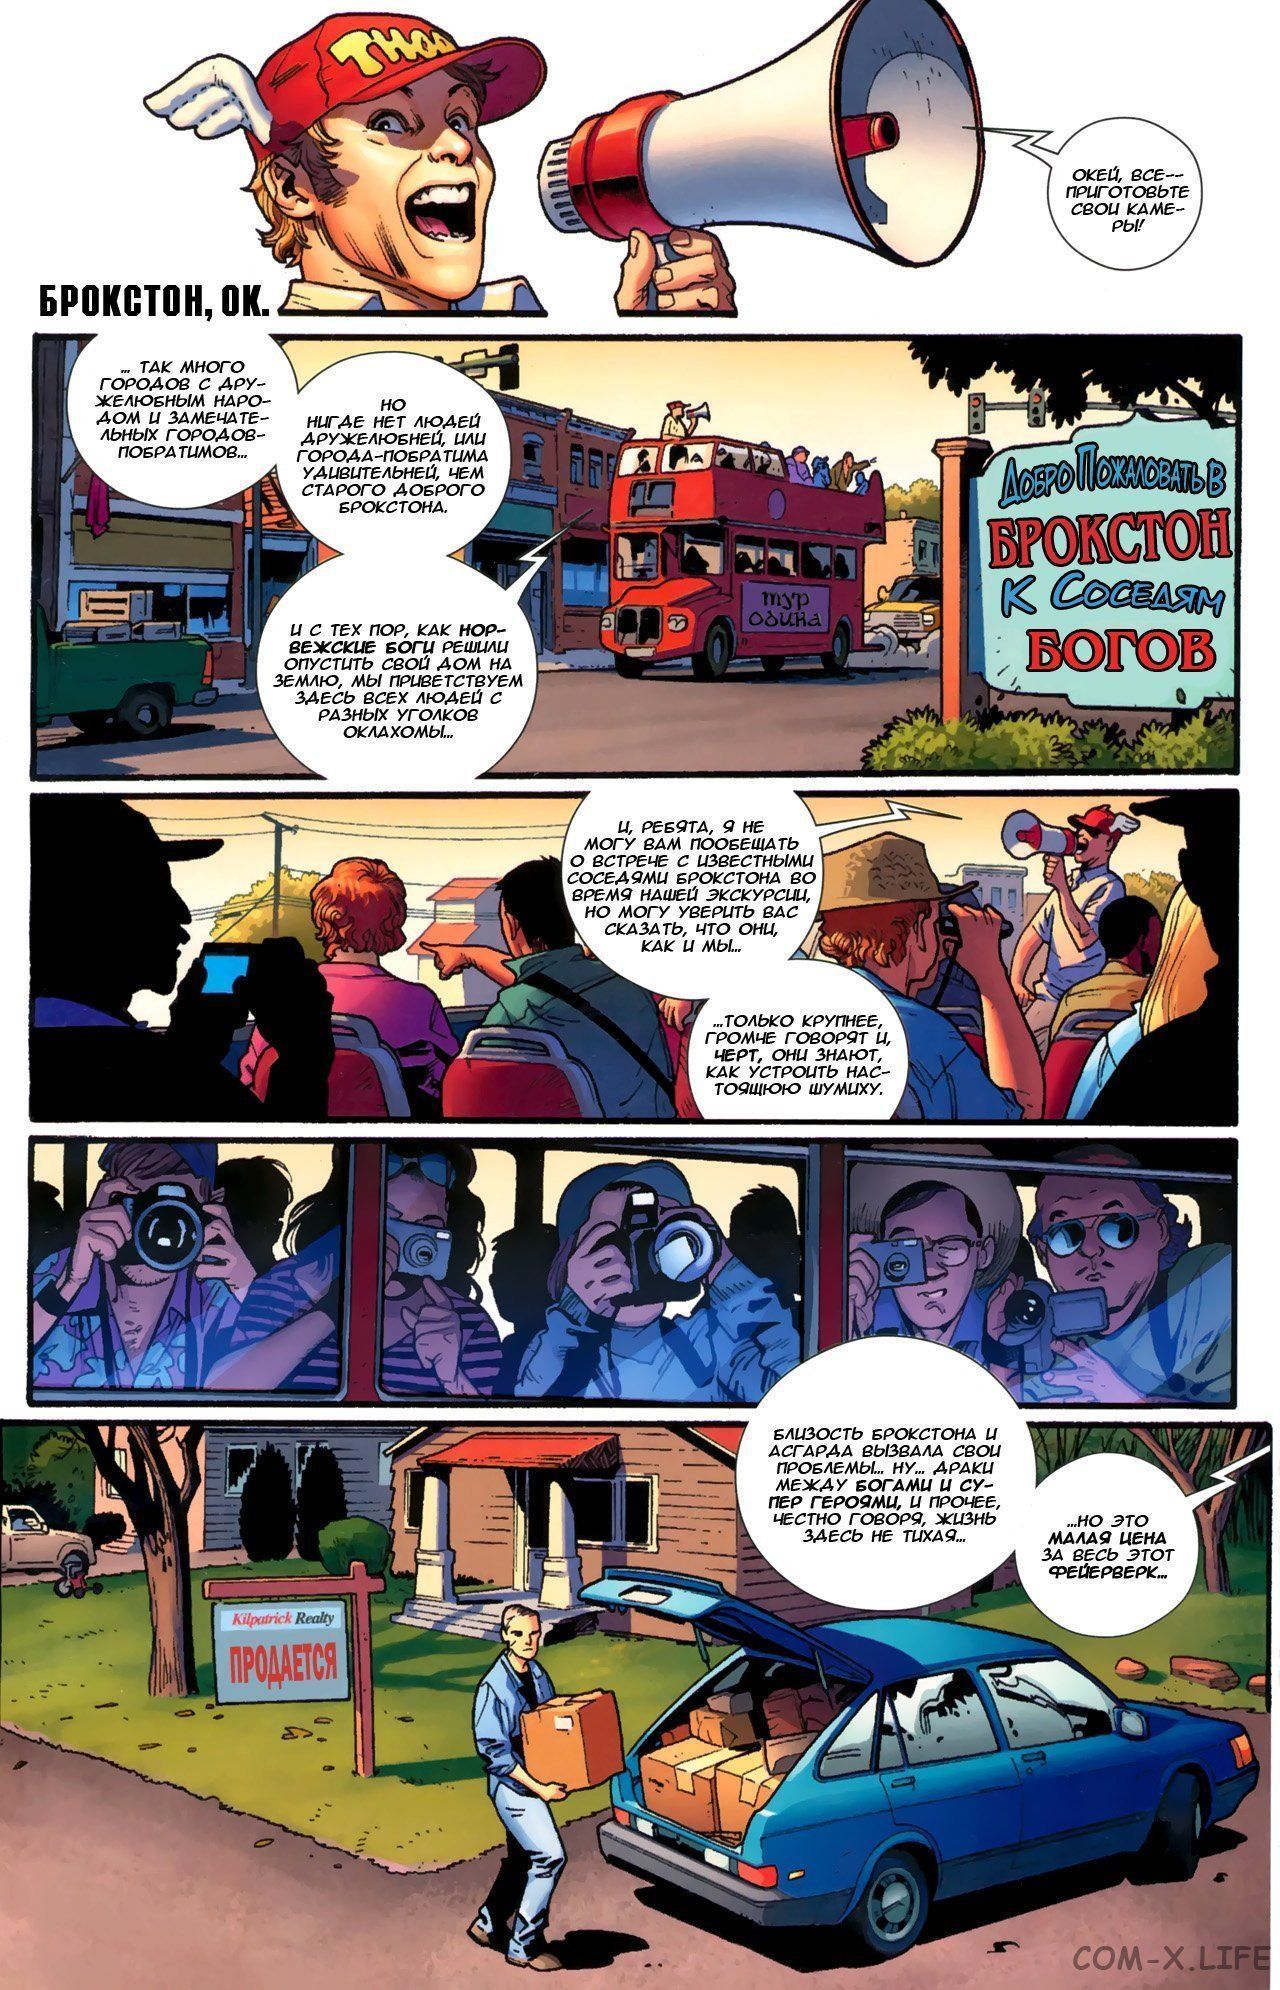 THOR
ОКЕЙ, ВСЕ--
ПРИГОТОВЬТЕ
СВОИ КАМЕ-
РЫ!
БРОКСТОН, ОК.
... ТАК МНОГО
ГОРОДОВ С ДРУ-
ЖЕЛЮБНЫМ НАРО-
ДОМ И ЗАМЕЧАТЕ-
ЛЬНЫХ ГОРОДОВ-
ПОБРАТИМОВ...
НО
НИГДЕ НЕТ ЛЮДЕЙ
ДРУЖЕЛЮБНЕЙ, ИЛИ
ГОРОДА-ПОБРАТИМА
УДИВИТЕЛЬНЕЙ, ЧЕМ
СТАРОГО ДОБРОГО
БРОКСТОНА.
И С ТЕХ ПОР, КАК НОР-
ВЕЖСКИЕ БОГИ РЕШИЛИ
ОПУСТИТЬ СВОЙ ДОМ НА
ЗЕМЛЮ, МЫ ПРИВЕТСТВУЕМ
ЗДЕСЬ ВСЕХ ЛЮДЕЙ С
РАЗНЫХ УГОЛКОВ
ОКЛАХОМЫ...
ТУР
ОДИНА
Добро Пожаловать в
БРОКСТОН
К Соседям
БОГОВ
И, РЕБЯТА, Я НЕ
МОГУ ВАМ ПООБЕЩАТЬ
О ВСТРЕЧЕ С ИЗВЕСТНЫМИ
СОСЕДЯМИ БРОКСТОНА ВО
ВРЕМЯ НАШЕЙ ЭКСКУРСИИ,
НО МОГУ УВЕРИТЬ ВАС
СКАЗАТЬ, ЧТО ОНИ,
КАК И МЫ...
...ТОЛЬКО КРУПНЕЕ,
ГРОМЧЕ ГОВОРЯТ И,
ЧЕРТ, ОНИ ЗНАЮТ,
КАК УСТРОИТЬ НАС-
ТОЯЩЮЮ ШУМИХУ.
БЛИЗОСТЬ БРОКСТОНА И
АСГАРДА ВЫЗВАЛА СВОИ
ПРОБЛЕМЫ... НУ... ДРАКИ
МЕЖДУ БОГАМИ И СУ-
ПЕР ГЕРОЯМИ, И ПРОЧЕЕ,
ЧЕСТНО ГОВОРЯ, ЖИЗНЬ
ЗДЕСЬ НЕ ТИХАЯ...
...НО ЭТО
МАЛАЯ ЦЕНА
ЗА ВЕСЬ ЭТОТ
ФЕЙЕРВЕРК...
Kilpatrick Realty
ПРОДАЕТСЯ
COM-X.LIFE